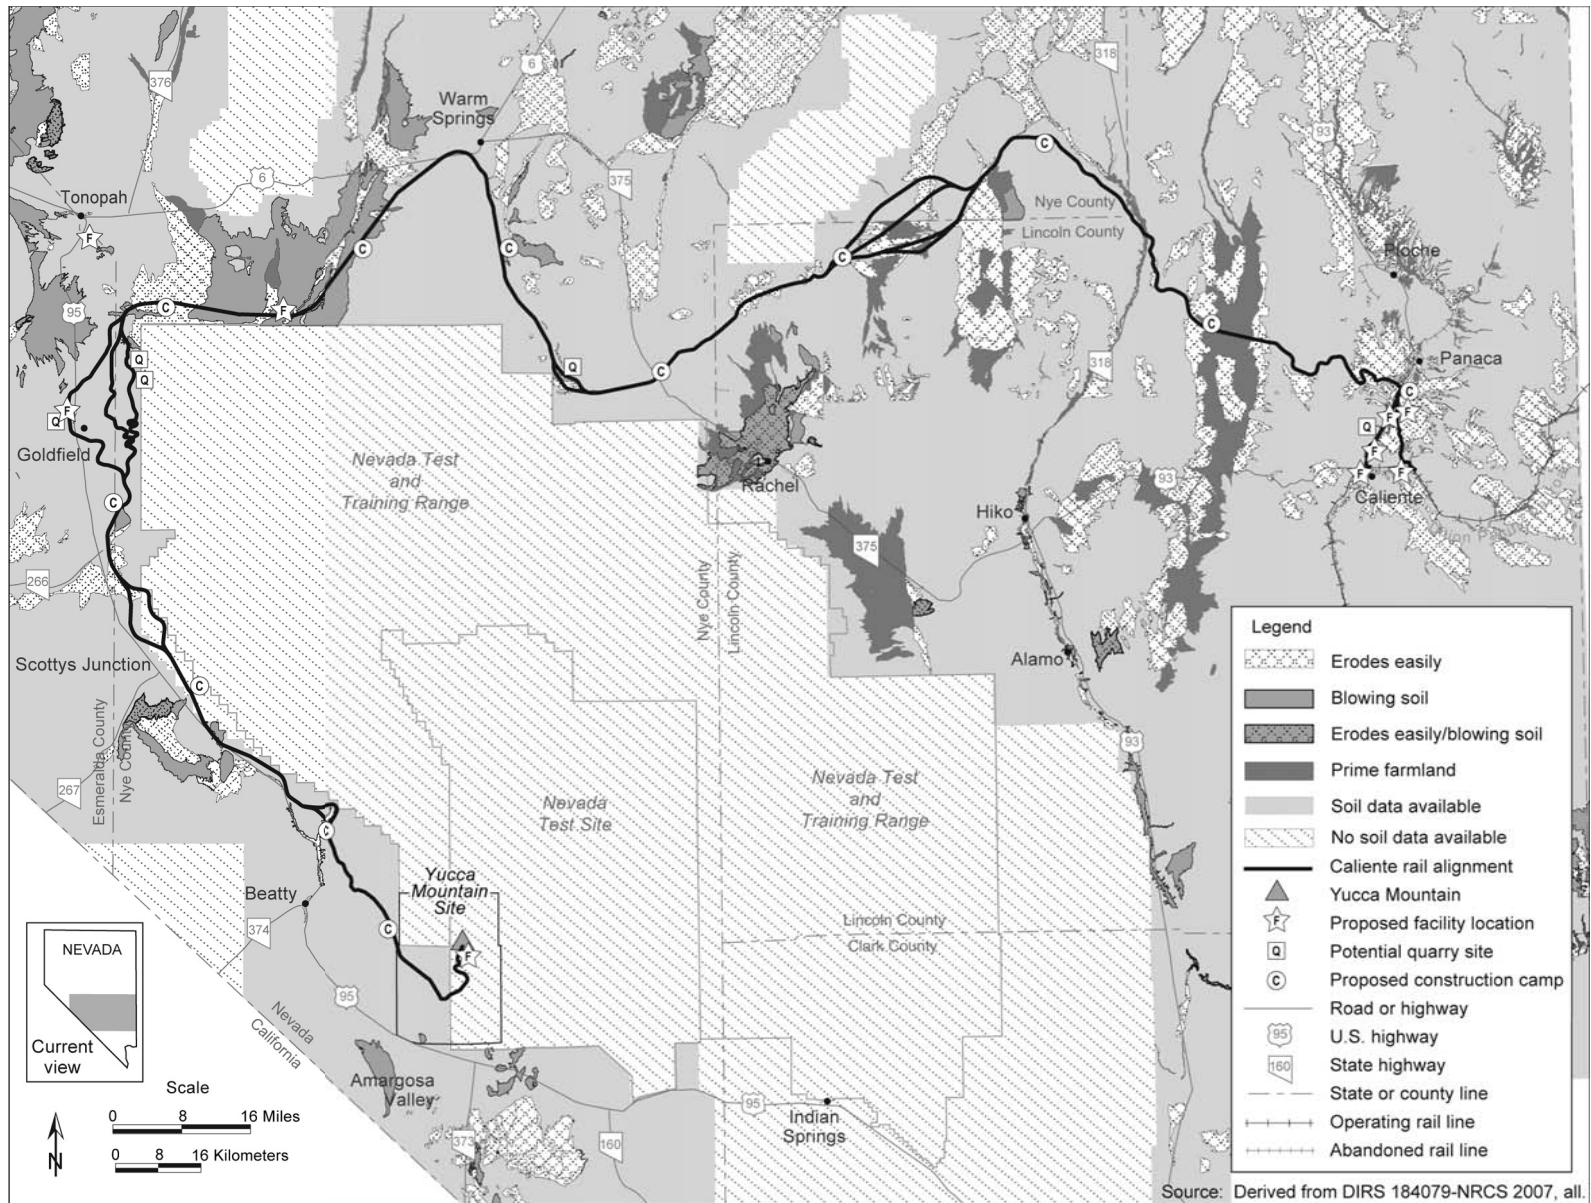 318
6
376
Warm
Springs
93
375
6
Tonopah
Nye County
Lincoln County
F
Pioche
C
C
C
C
C
F
C
95
C
Q
Q
Q
C
318
Panaca
C
F
Q
Goldfield
F
F
Q
F
F
F
Caliente
Nevada Test
and
Training Range
Rachel
93
Hiko
C
375
266
Nye County
Lincoln County
Scottys Junction
Alamo
C
Esmeralda County
Nye County
93
267
Nevada
Test Site
Nevada Test
and
Training Range
C
Beatty
Yucca
Mountain
Site
374
C
F
Lincoln County
Clark County
95
Nevada
California
Amargosa
Valley
95
Indian
Springs
373
160
NEVADA
Current
view
Scale
0 8 16 Miles
0 8 16 Kilometers
N
Legend
Erodes easily
Blowing soil
Erodes easily/blowing soil
Prime farmland
Soil data available
No soil data available
Caliente rail alignment
Yucca Mountain
F Proposed facility location
Q Potential quarry site
C Proposed construction camp
Road or highway
95 U.S. highway
160 State highway
State or county line
Operating rail line
Abandoned rail line
Source: Derived from DIRS 184079-NRCS 2007, all